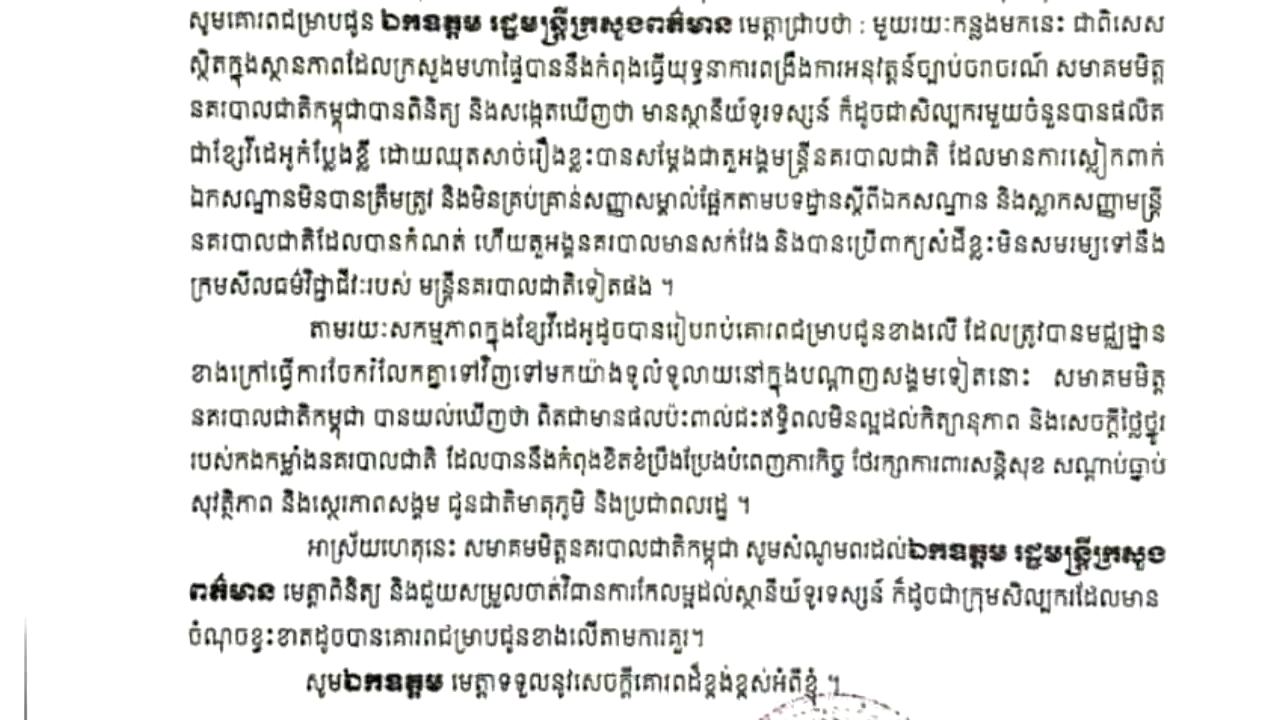 សូមគោរពជម្រាបជូន ឯកឧត្តម រដ្ឋមន្ត្រីក្រសួងពត៌មាន មេត្តាជ្រាបថា : មួយរយៈកន្លងមកនេះ ជាពិសេស
ស្ថិតក្នុងស្ថានភាពដែលក្រសួងមហាផ្ទៃបាននឹងកំពុងធ្វើយុទ្ធនាការពង្រឹងការអនុវត្តន៍ច្បាប់ចរាចរណ៍ សមាគមមិត្ត
នគរបាលជាតិកម្ពុជាបានពិនិត្យ និងសង្កេតឃើញថា មានស្ថានីយ៍ទូរទស្សន៍ ក៏ដូចជាសិល្បករមួយចំនួនបានផលិត
ជាខ្សែវីដេអូកំប្លែងខ្លី ដោយឈុតសាច់រឿងខ្លះបានសម្ដែងជាតួអង្គមន្ត្រីនគរបាលជាតិ ដែលមានការស្លៀកពាក់
ឯកសណ្ឋានមិនបានត្រឹមត្រូវ និងមិនគ្រប់គ្រាន់សញ្ញាសម្គាល់ផ្អែកតាមបទដ្ឋានស្ដីពីឯកសណ្ឋាន និងស្លាកសញ្ញាមន្ត្រី
នគរបាលជាតិដែលបានកំណត់ ហើយតួអង្គនគរបាលមានសក់វែង និងបានប្រើពាក្យសំដីខ្លះមិនសមរម្យទៅនឹង
ក្រមសីលធម៌វិជ្ជាជីវៈរបស់ មន្ត្រីនគរបាលជាតិទៀតផង ។
តាមរយៈសកម្មភាពក្នុងខ្សែវីដេអូដូចបានរៀបរាប់គោរពជម្រាបជូនខាងលើ ដែលត្រូវបានមជ្ឈដ្ឋាន
ខាងក្រៅធ្វើការចែករំលែកគ្នាទៅវិញទៅមកយ៉ាងទូលំទូលាយនៅក្នុងបណ្ដាញសង្គមទៀតនោះ សមាគមមិត្ត
នគរបាលជាតិកម្ពុជា បានយល់ឃើញថា ពិតជាមានផលប៉ះពាល់ជះឥទ្ធិពលមិនល្អដល់កិត្យានុភាព និងសេចក្ដីថ្លៃថ្នូរ
របស់កងកម្លាំងនគរបាលជាតិ ដែលបាននឹងកំពុងខិតខំប្រឹងប្រែងបំពេញភារកិច្ច ថែរក្សាការពារសន្តិសុខ សណ្ដាប់ធ្នាប់
សុវត្ថិភាព និងស្ថេរភាពសង្គម ជូនជាតិមាតុភូមិ និងប្រជាពលរដ្ឋ ។
អាស្រ័យហេតុនេះ សមាគមមិត្តនគរបាលជាតិកម្ពុជា សូមសំណូមពរដល់ឯកឧត្តម រដ្ឋមន្ត្រីក្រសួង
ពត៌មាន មេត្តាពិនិត្យ និងជួយសម្រួលចាត់វិធានការកែលម្អដល់ស្ថានីយ៍ទូរទស្សន៍ ក៏ដូចជាក្រុមសិល្បករដែលមាន
ចំណុចខ្វះខាតដូចបានគោរពជម្រាបជូនខាងលើតាមការគួរ។
សូមឯកឧត្តម មេត្តាទទួលនូវសេចក្ដីគោរពដ៏ខ្ពង់ខ្ពស់អំពីខ្ញុំ ។